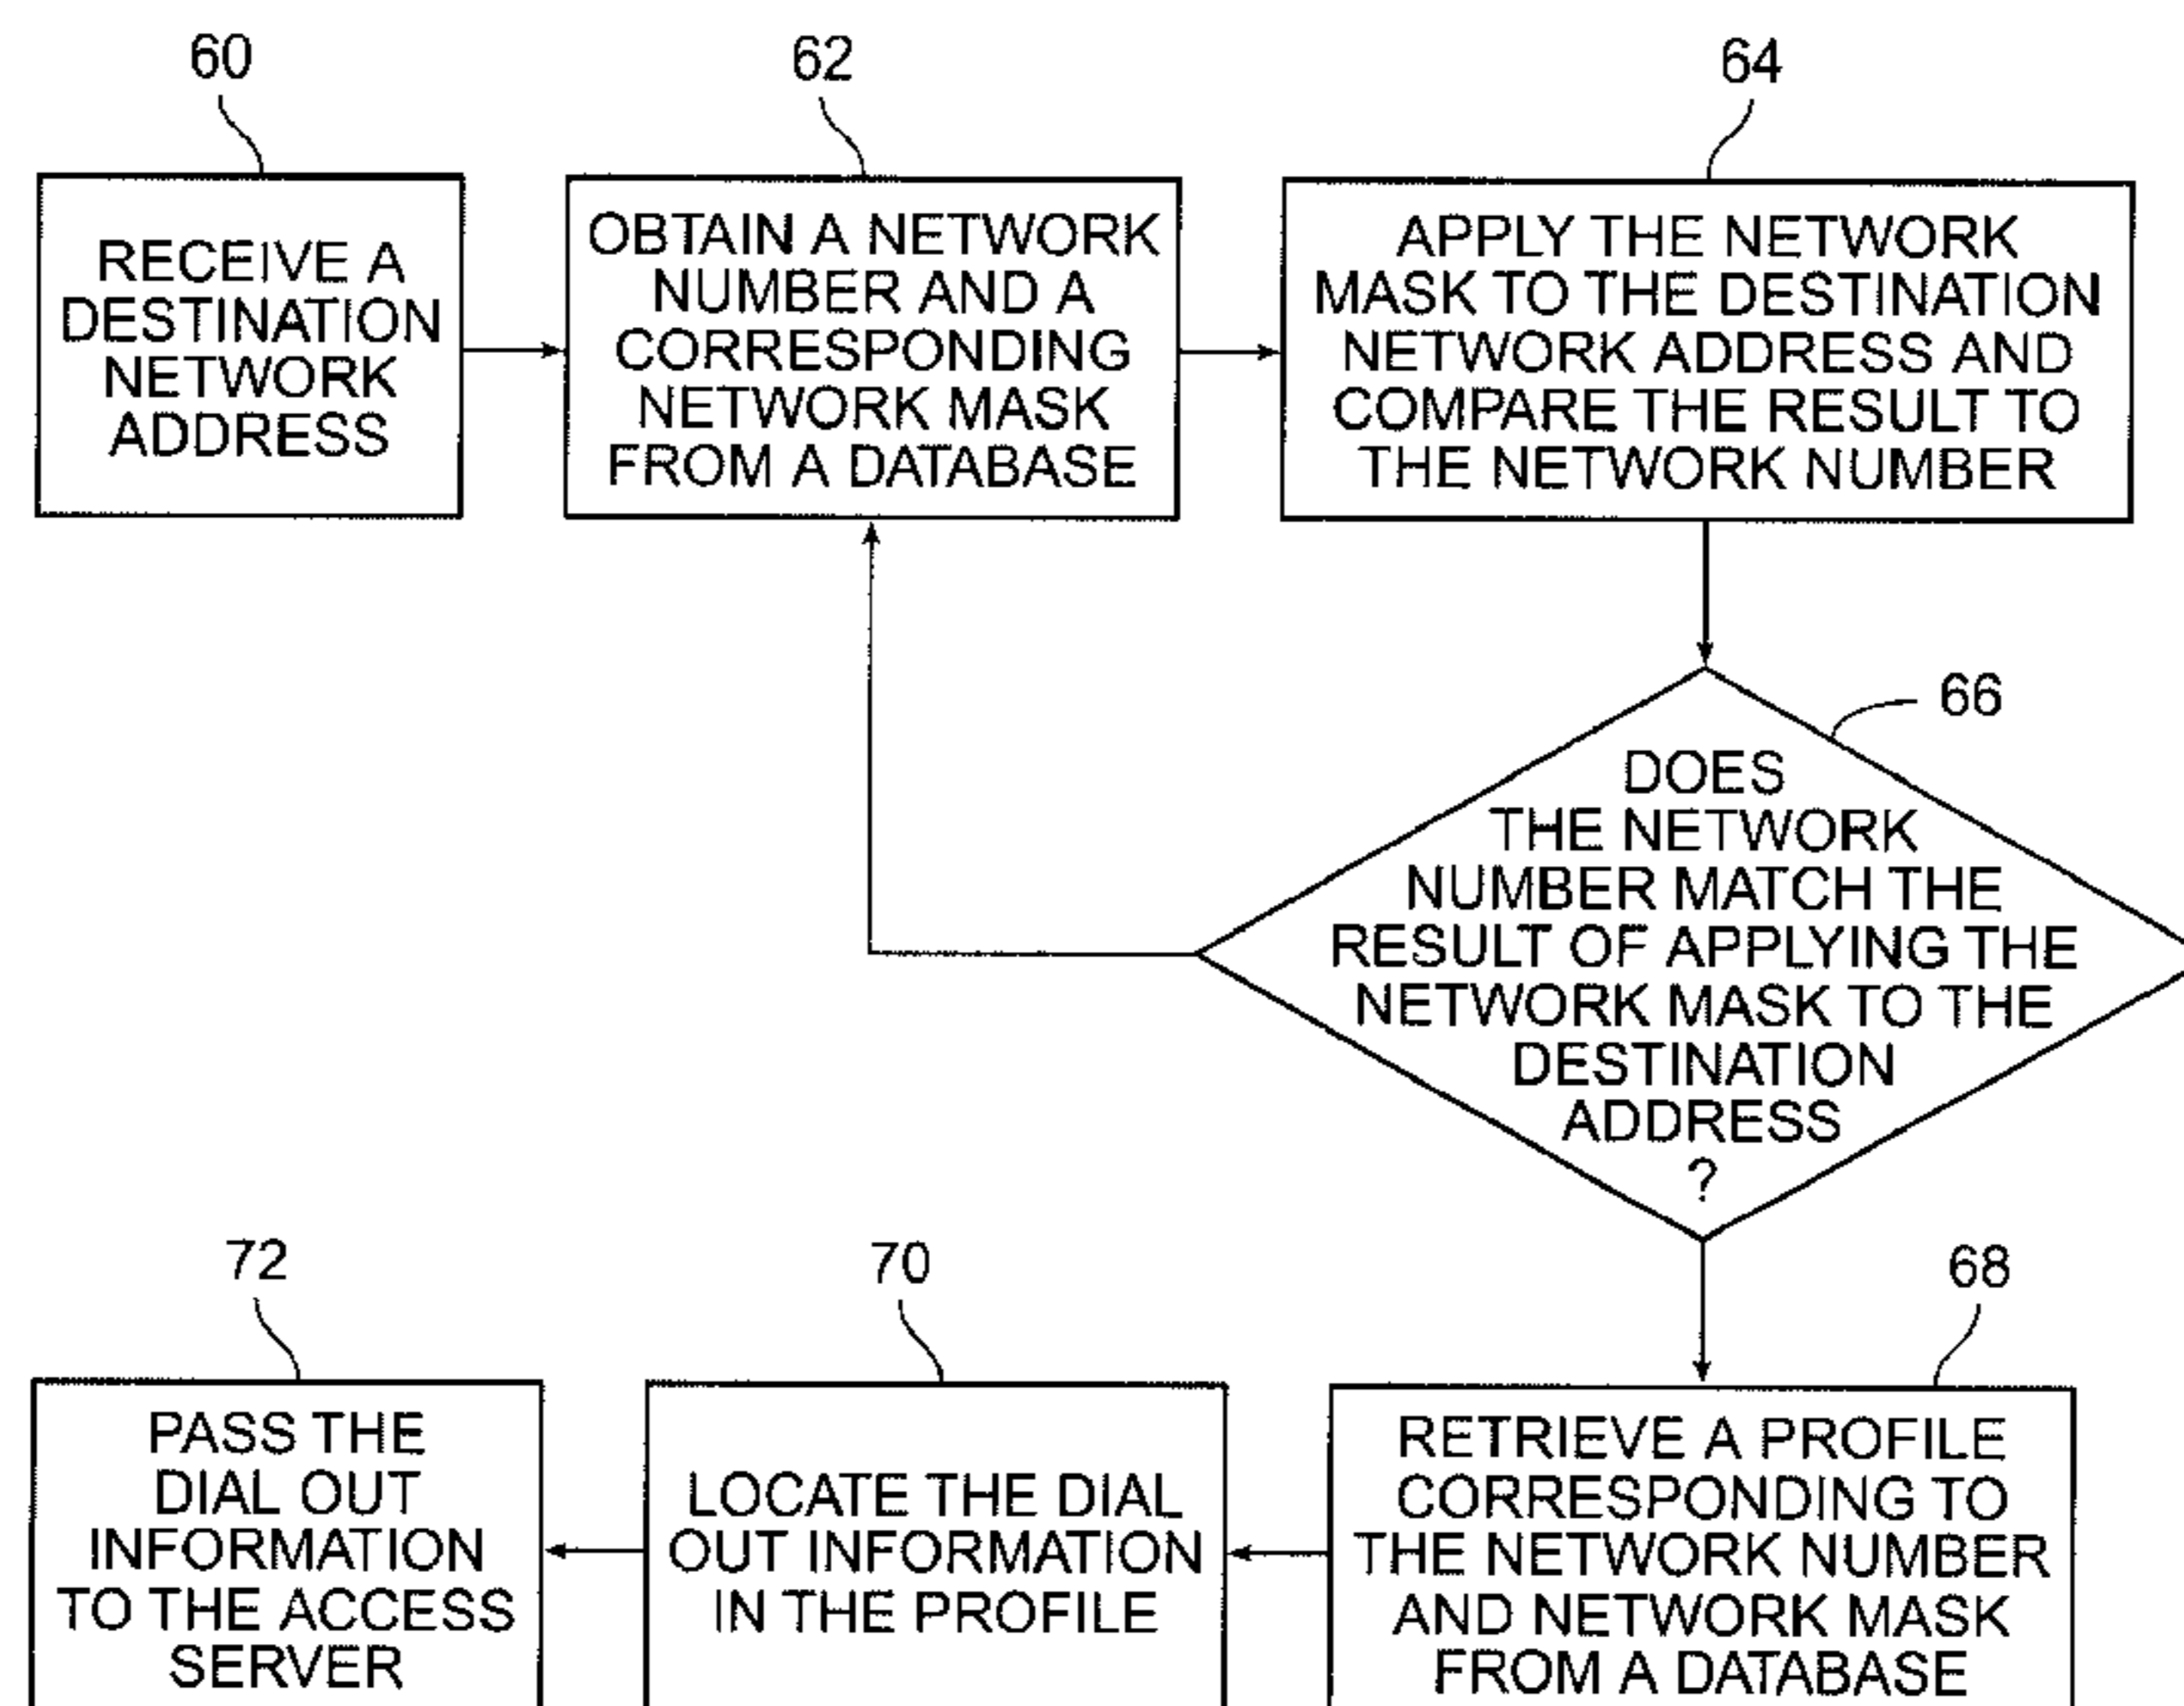 60
62
64
RECEIVE A
DESTINATION
NETWORK
ADDRESS
OBTAIN A NETWORK
NUMBER AND A
CORRESPONDING
NETWORK MASK
FROM A DATABASE
APPLY THE NETWORK
MASK TO THE DESTINATION
NETWORK ADDRESS AND
COMPARE THE RESULT TO
THE NETWORK NUMBER
66
DOES
THE NETWORK
NUMBER MATCH THE
RESULT OF APPLYING THE
NETWORK MASK TO THE
DESTINATION
ADDRESS
?
72
70
68
PASS THE
DIAL OUT
INFORMATION
TO THE ACCESS
SERVER
LOCATE THE DIAL
OUT INFORMATION
IN THE PROFILE
RETRIEVE A PROFILE
CORRESPONDING TO
THE NETWORK NUMBER
AND NETWORK MASK
FROM A DATABASE